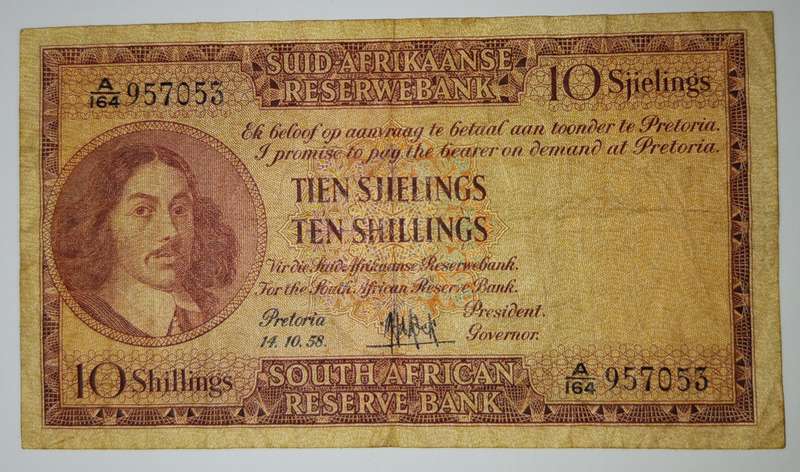 SUID-AFRIKAANSE
RESERWEBANK
A/164 957053
10 Sjielings
Ek beloof op aanvraag te betaal aan toonder te Pretoria.
I promise to pay the bearer on demand at Pretoria.
TIEN SJIELINGS
TEN SHILLINGS
Vir die Suid-Afrikaanse Reserwebank.
For the South African Reserve Bank.
Pretoria
14.10.58.
President.
Governor.
10 Shillings
SOUTH AFRICAN
RESERVE BANK
A/164 957053